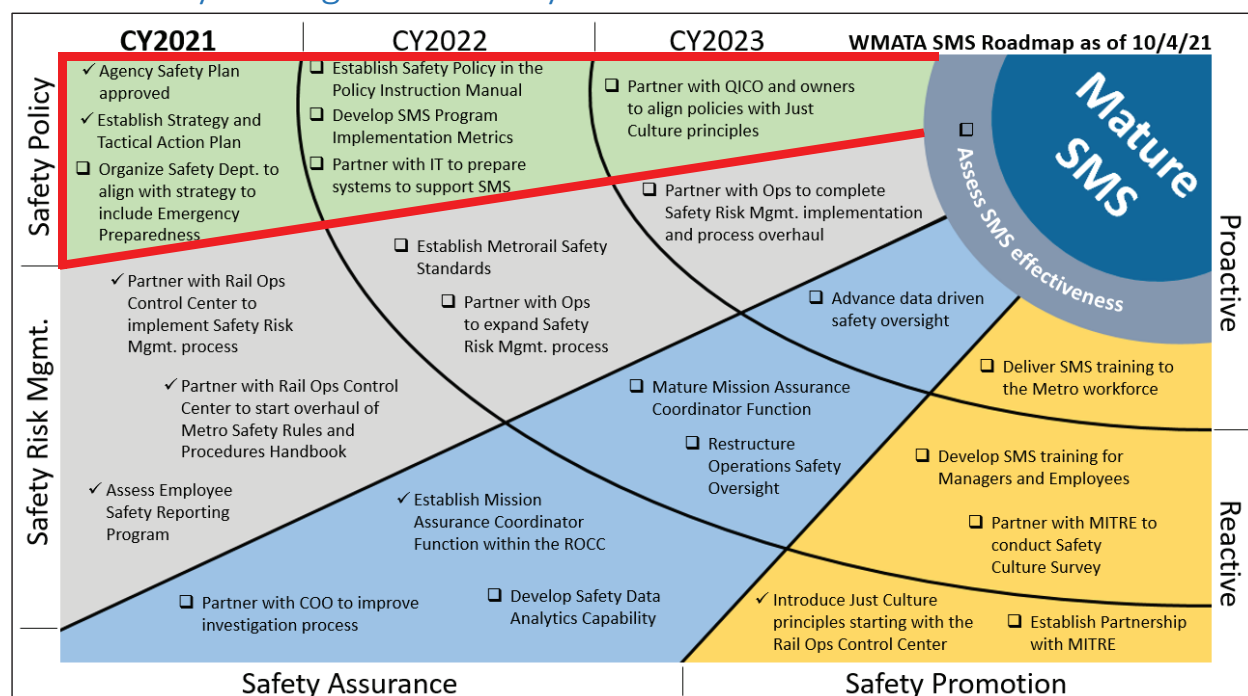 CY2021
CY2022
CY2023
WMATA SMS Roadmap as of 10/4/21
Safety Policy
✓ Agency Safety Plan
approved
✓ Establish Strategy and
Tactical Action Plan
❑ Organize Safety Dept. to
align with strategy to
include Emergency
Preparedness
❑ Establish Safety Policy in the
Policy Instruction Manual
❑ Develop SMS Program
Implementation Metrics
❑ Partner with IT to prepare
systems to support SMS
❑ Partner with QICO and owners
to align policies with Just
Culture principles
❑ Assess SMS effectiveness
Mature
SMS
Safety Risk Mgmt.
✓ Partner with Rail Ops
Control Center to
implement Safety Risk
Mgmt. process
✓ Partner with Rail Ops Control
Center to start overhaul of
Metro Safety Rules and
Procedures Handbook
✓ Assess Employee
Safety Reporting
Program
❑ Establish Metrorail Safety
Standards
❑ Partner with Ops
to expand Safety
Risk Mgmt. process
❑ Partner with Ops to complete
Safety Risk Mgmt. implementation
and process overhaul
❑ Advance data driven
safety oversight
❑ Mature Mission Assurance
Coordinator Function
❑ Restructure
Operations Safety
Oversight
✓ Establish Mission
Assurance Coordinator
Function within the ROCC
❑ Partner with COO to improve
investigation process
❑ Develop Safety Data
Analytics Capability
❑ Deliver SMS training to
the Metro workforce
❑ Develop SMS training for
Managers and Employees
❑ Partner with MITRE to
conduct Safety
Culture Survey
✓ Introduce Just Culture
principles starting with the
Rail Ops Control Center
❑ Establish Partnership
with MITRE
Proactive
Reactive
Safety Assurance
Safety Promotion